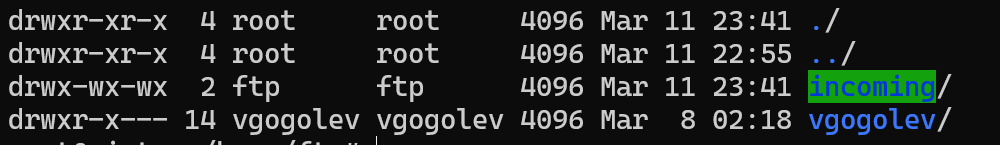 drwxr-xr-x  4 root     root     4096 Mar 11 23:41 ./
drwxr-xr-x  4 root     root     4096 Mar 11 22:55 ../
drwx-wx-wx  2 ftp      ftp      4096 Mar 11 23:41 incoming/
drwxr-x--- 14 vgogolev vgogolev 4096 Mar  8 02:18 vgogolev/